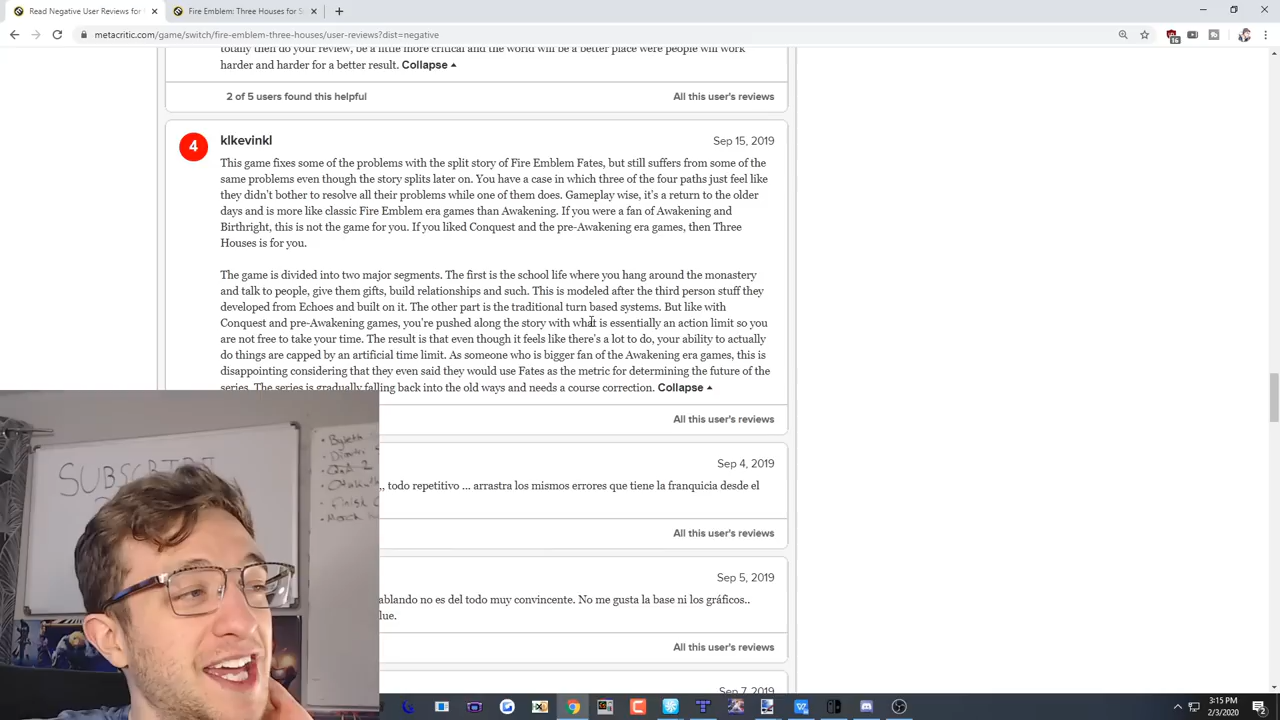 Read Negative User Reviews for
Fire Emblem: Three Houses for S
metacritic.com/game/switch/fire-emblem-three-houses/user-reviews?dist=negative
totally then do your review, be a little more critical and the world will be a better place were people will work
harder and harder for a better result. Collapse
2 of 5 users found this helpful
All this user's reviews
4
klkevinkl
Sep 15, 2019
This game fixes some of the problems with the split story of Fire Emblem Fates, but still suffers from some of the
same problems even though the story splits later on. You have a case in which three of the four paths just feel like
they didn't bother to resolve all their problems while one of them does. Gameplay wise, it's a return to the older
days and is more like classic Fire Emblem era games than Awakening. If you were a fan of Awakening and
Birthright, this is not the game for you. If you liked Conquest and the pre-Awakening era games, then Three
Houses is for you.
The game is divided into two major segments. The first is the school life where you hang around the monastery
and talk to people, give them gifts, build relationships and such. This is modeled after the third person stuff they
developed from Echoes and built on it. The other part is the traditional turn based systems. But like with
Conquest and pre-Awakening games, you're pushed along the story with what is essentially an action limit so you
are not free to take your time. The result is that even though it feels like there's a lot to do, your ability to actually
do things are capped by an artificial time limit. As someone who is bigger fan of the Awakening era games, this is
disappointing considering that they even said they would use Fates as the metric for determining the future of the
series. The series is gradually falling back into the old ways and needs a course correction. Collapse
All this user's reviews
Sep 4, 2019
,, todo repetitivo ... arrastra los mismos errores que tiene la franquicia desde el
All this user's reviews
Sep 5, 2019
ablando no es del todo muy convincente. No me gusta la base ni los gráficos..
lue.
All this user's reviews
Sep 7, 2019
SUBSCRIBE
3:15 PM
2/3/2020